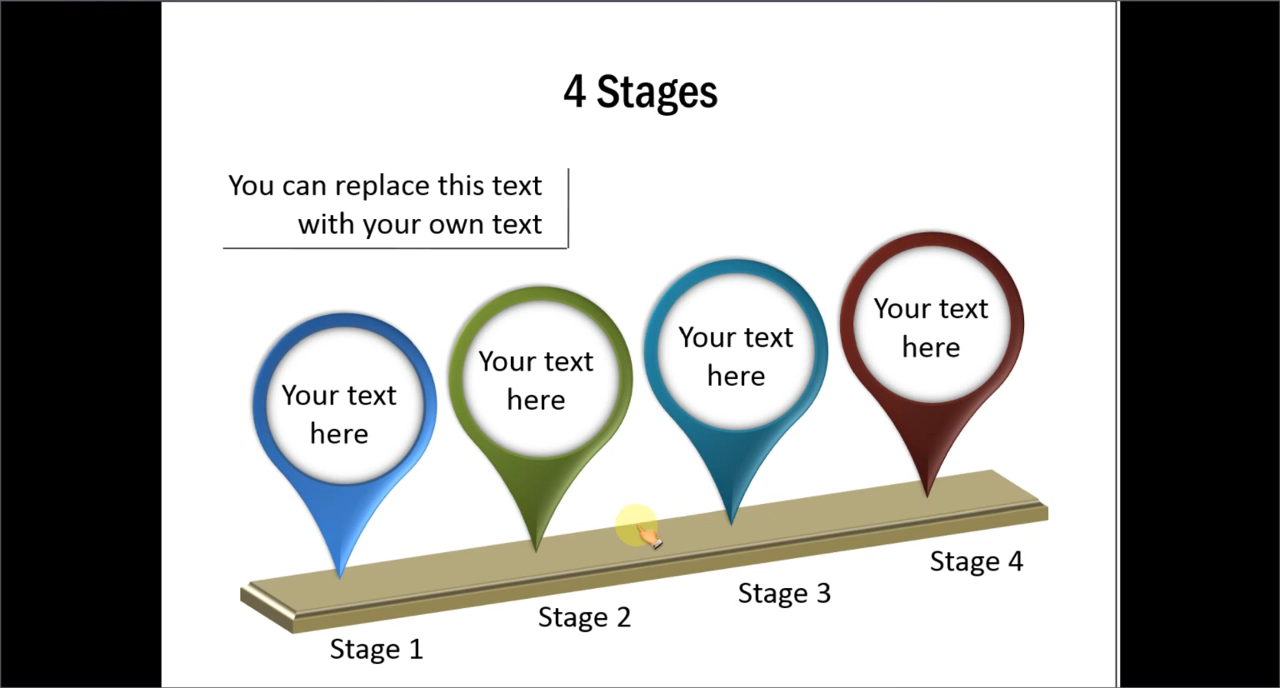 4 Stages
You can replace this text
with your own text
Your text
here
Your text
here
Your text
here
Your text
here
Stage 1
Stage 2
Stage 3
Stage 4